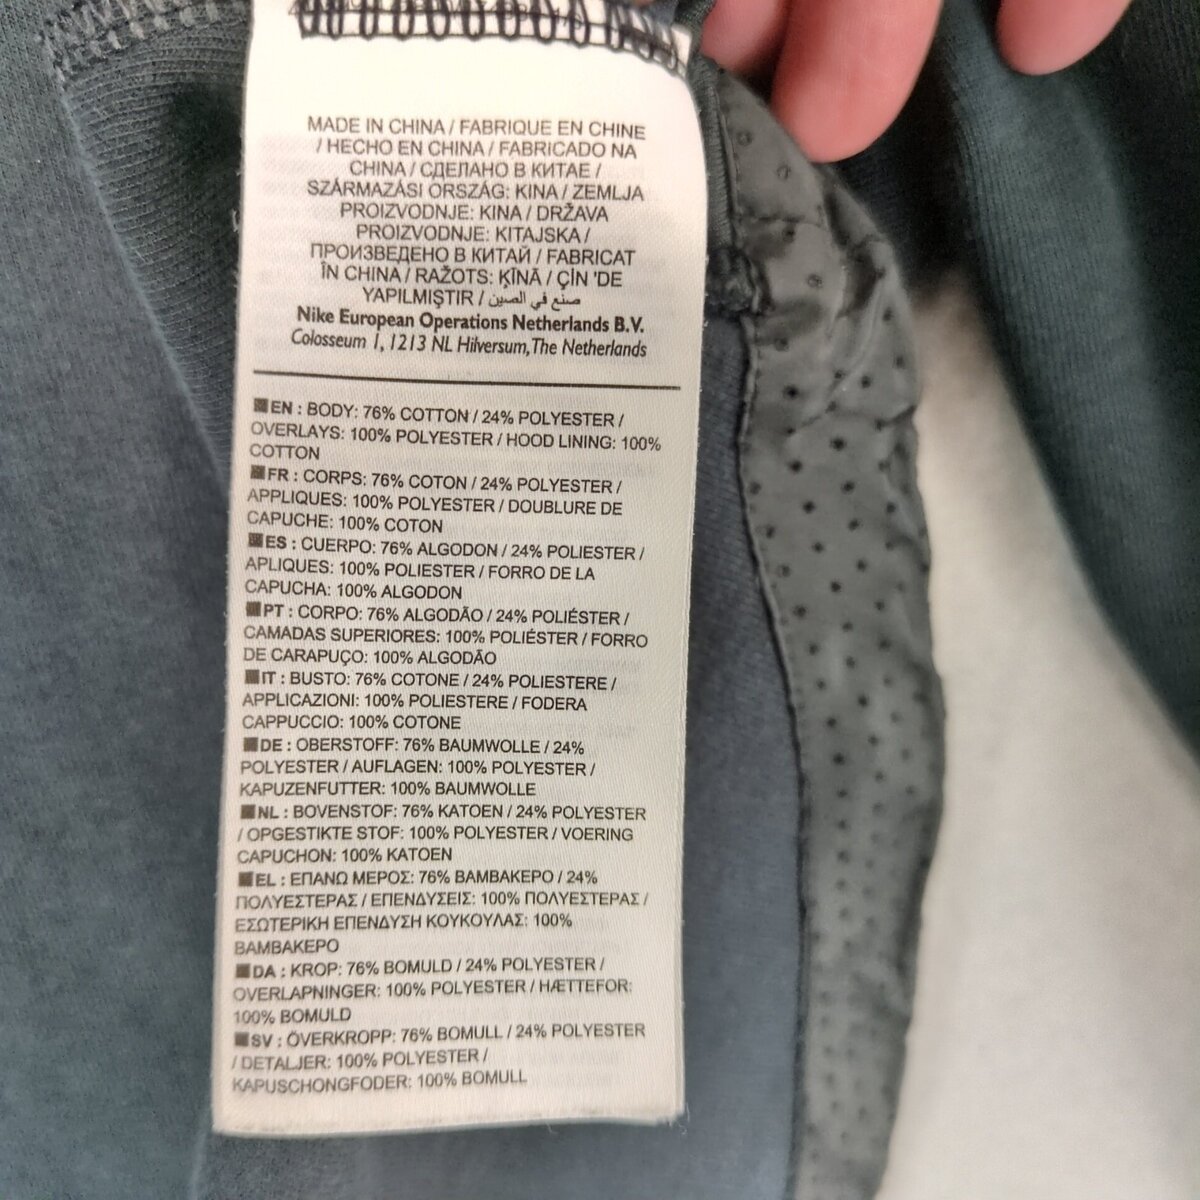 MADE IN CHINA / FABRIQUE EN CHINE
/ HECHO EN CHINA / FABRICADO NA
CHINA / СДЕЛАНО В КИТАЕ /
SZÁRMAZÁSI ORSZÁG: KINA / ZEMLJA
PROIZVODNJE: KINA / DRŽAVA
PROIZVODNJE: KITAJSKA /
ПРОИЗВЕДЕНО В КИТАЙ / FABRICAT
ÎN CHINA / RAŽOTS: ĶĪNĀ / ÇİN 'DE
YAPILMIŞTIR / صنع في الصين
Nike European Operations Netherlands B.V.
Colosseum 1, 1213 NL Hilversum, The Netherlands
EN : BODY: 76% COTTON / 24% POLYESTER /
OVERLAYS: 100% POLYESTER / HOOD LINING: 100%
COTTON
FR : CORPS: 76% COTON / 24% POLYESTER /
APPLIQUES: 100% POLYESTER / DOUBLURE DE
CAPUCHE: 100% COTON
ES : CUERPO: 76% ALGODON / 24% POLIESTER /
APLIQUES: 100% POLIESTER / FORRO DE LA
CAPUCHA: 100% ALGODON
PT : CORPO: 76% ALGODÃO / 24% POLIÉSTER /
CAMADAS SUPERIORES: 100% POLIÉSTER / FORRO
DE CARAPUÇO: 100% ALGODÃO
IT : BUSTO: 76% COTONE / 24% POLIESTERE /
APPLICAZIONI: 100% POLIESTERE / FODERA
CAPPUCCIO: 100% COTONE
DE : OBERSTOFF: 76% BAUMWOLLE / 24%
POLYESTER / AUFLAGEN: 100% POLYESTER /
KAPUZENFUTTER: 100% BAUMWOLLE
NL : BOVENSTOF: 76% KATOEN / 24% POLYESTER
/ OPGESTIKTE STOF: 100% POLYESTER / VOERING
CAPUCHON: 100% KATOEN
EL : ΕΠΑΝΩ ΜΕΡΟΣ: 76% ΒΑΜΒΑΚΕΡΟ / 24%
ΠΟΛΥΕΣΤΕΡΑΣ / ΕΠΕΝΔΥΣΕΙΣ: 100% ΠΟΛΥΕΣΤΕΡΑΣ /
ΕΣΩΤΕΡΙΚΗ ΕΠΕΝΔΥΣΗ ΚΟΥΚΟΥΛΑΣ: 100%
ΒΑΜΒΑΚΕΡΟ
DA : KROP: 76% BOMULD / 24% POLYESTER /
OVERLAPNINGER: 100% POLYESTER / HÆTTEFOR:
100% BOMULD
SV : ÖVERKROPP: 76% BOMULL / 24% POLYESTER
/ DETALJER: 100% POLYESTER /
KAPUSCHONGFODER: 100% BOMULL